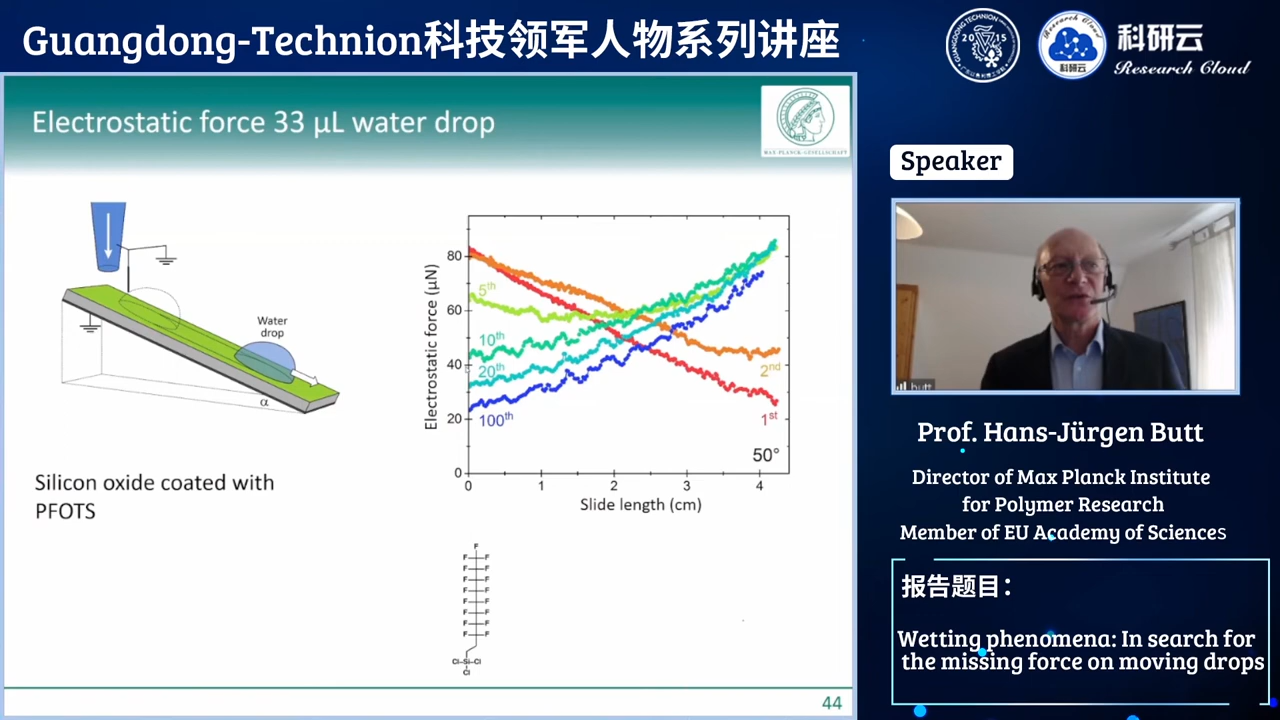 Guangdong-Technion科技领军人物系列讲座
科研云
Research Cloud
Electrostatic force 33 µL water drop
MAX-PLANCK-GESELLSCHAFT
Water
drop
α
Silicon oxide coated with
PFOTS
Electrostatic force (µN)
80
60
40
20
0
5th
10th
20th
100th
2nd
1st
50°
0 1 2 3 4
Slide length (cm)
F
F F
F F
F F
F F
F F
F F
F F
F F
Cl-Si-Cl
Cl
44
Speaker
butt
Prof. Hans-Jürgen Butt
Director of Max Planck Institute
for Polymer Research
Member of EU Academy of Sciences
报告题目：
Wetting phenomena: In search for
the missing force on moving drops